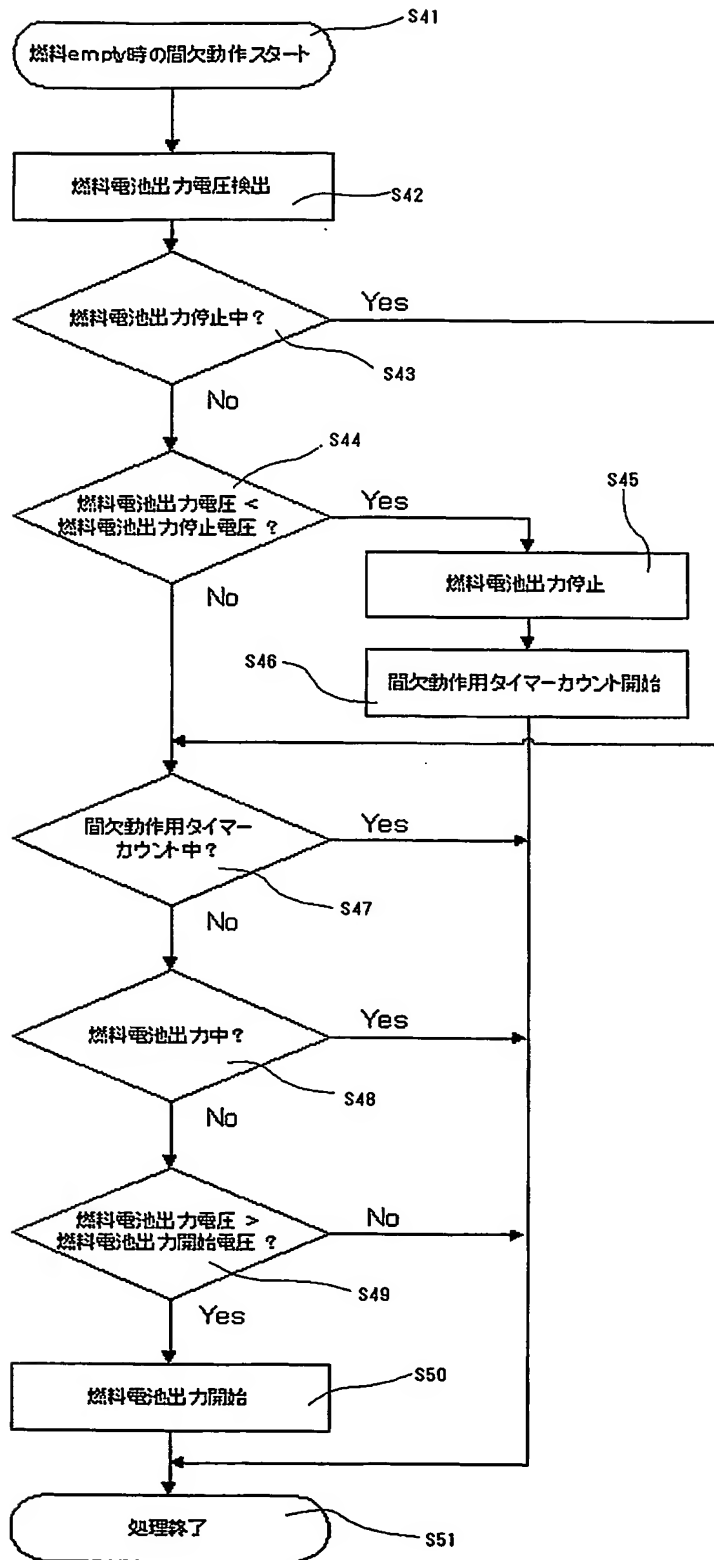 S41
燃料empty時の間欠動作スタート
燃料電池出力電圧検出
S42
燃料電池出力停止中?
Yes
S43
No
S44
燃料電池出力電圧 <
燃料電池出力停止電圧 ?
Yes
S45
No
燃料電池出力停止
S46
間欠動作用タイマーカウント開始
間欠動作用タイマー
カウント中?
Yes
S47
No
燃料電池出力中?
Yes
S48
No
燃料電池出力電圧 >
燃料電池出力開始電圧 ?
No
S49
Yes
燃料電池出力開始
S50
処理終了
S51